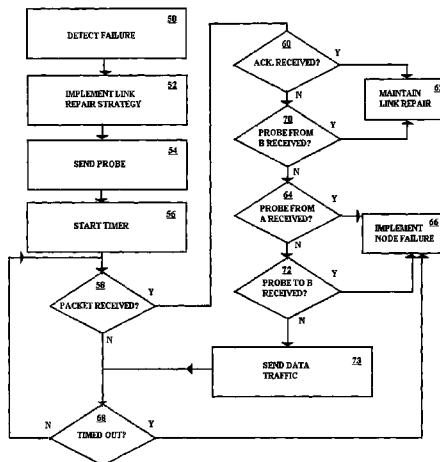 50
DETECT FAILURE
52
IMPLEMENT LINK
REPAIR STRATEGY
54
SEND PROBE
56
START TIMER
58
PACKET RECEIVED?
Y
N
68
TIMED OUT?
N
Y
60
ACK. RECEIVED?
Y
N
MAINTAIN
LINK REPAIR
70
PROBE FROM
B RECEIVED?
Y
N
64
PROBE FROM
A RECEIVED?
Y
N
66
IMPLEMENT
NODE FAILURE
72
PROBE TO B
RECEIVED?
Y
N
73
SEND DATA
TRAFFIC